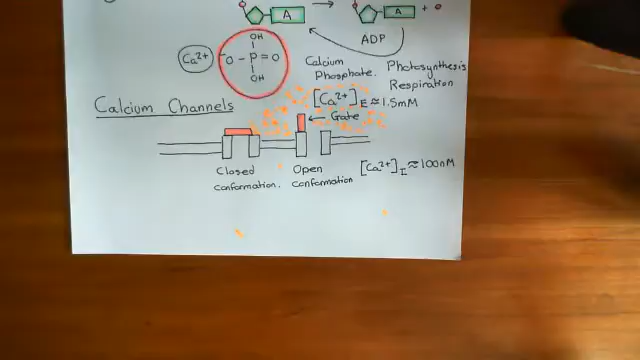 A → A +
ADP
OH
Ca²⁺ ⁻O - P = O
OH
Calcium
Phosphate.
Photosynthesis
Respiration
Calcium Channels
[Ca²⁺]E ≈ 1.5mM
← Gate
Closed
Conformation.
Open
Conformation
[Ca²⁺]I ≈ 100nM